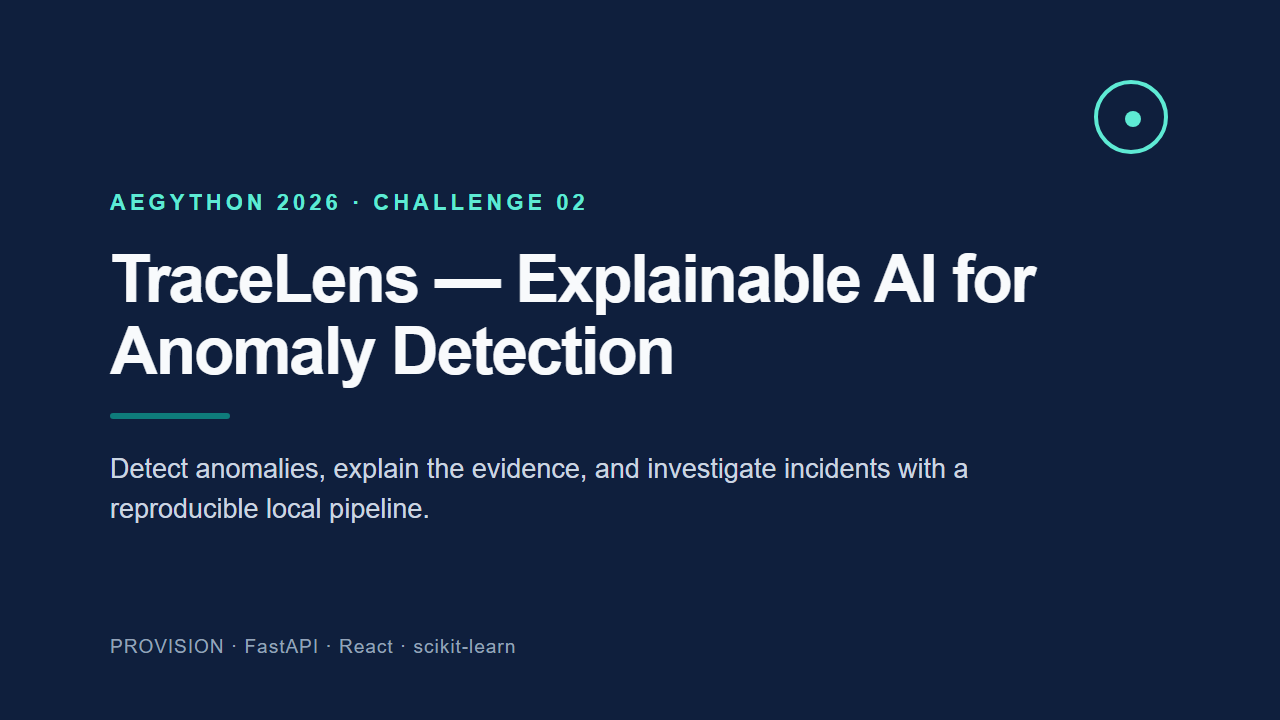 AEGYTHON 2026 · CHALLENGE 02
TraceLens — Explainable AI for
Anomaly Detection
Detect anomalies, explain the evidence, and investigate incidents with a
reproducible local pipeline.
PROVISION · FastAPI · React · scikit-learn